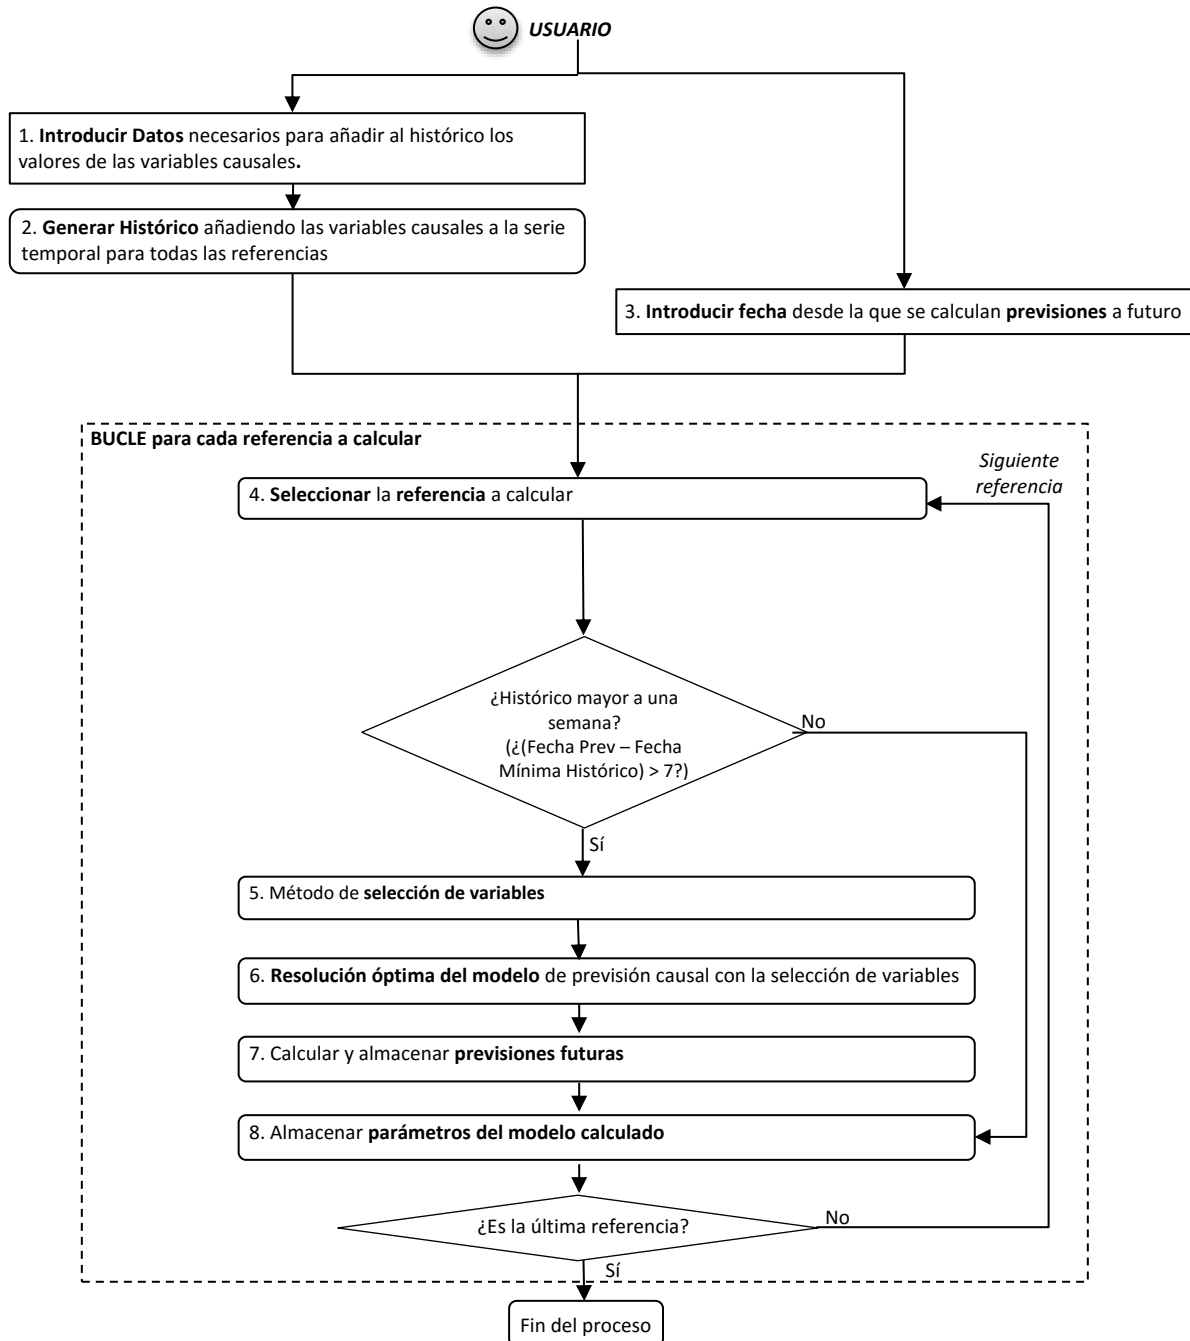 USUARIO
1. Introducir Datos necesarios para añadir al histórico los
valores de las variables causales.
2. Generar Histórico añadiendo las variables causales a la serie
temporal para todas las referencias
3. Introducir fecha desde la que se calculan previsiones a futuro
BUCLE para cada referencia a calcular
Siguiente
referencia
4. Seleccionar la referencia a calcular
¿Histórico mayor a una
semana?
(¿(Fecha Prev – Fecha
Mínima Histórico) > 7?)
No
Sí
5. Método de selección de variables
6. Resolución óptima del modelo de previsión causal con la selección de variables
7. Calcular y almacenar previsiones futuras
8. Almacenar parámetros del modelo calculado
¿Es la última referencia?
No
Sí
Fin del proceso